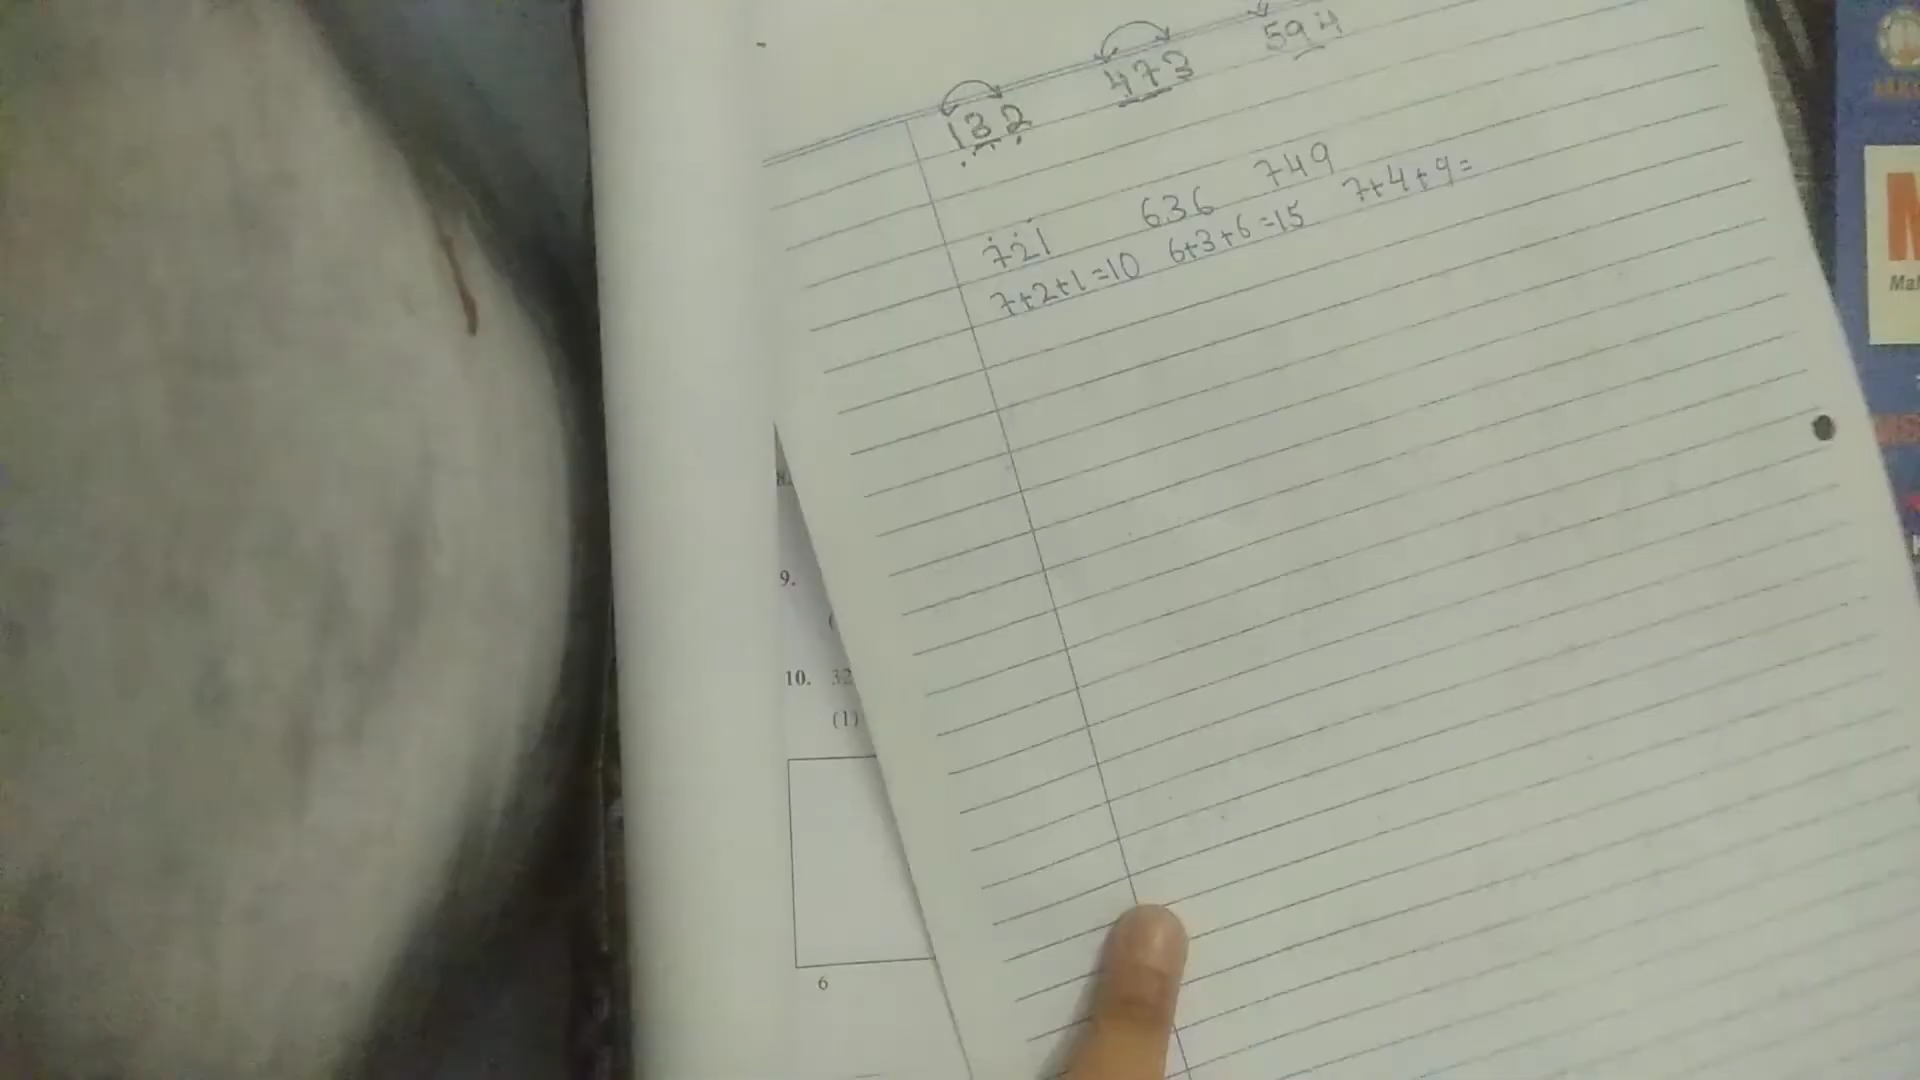 132 473 594
721 636 749
7+2+1=10 6+3+6=15 7+4+9=
9.
10. 32
(1)
6